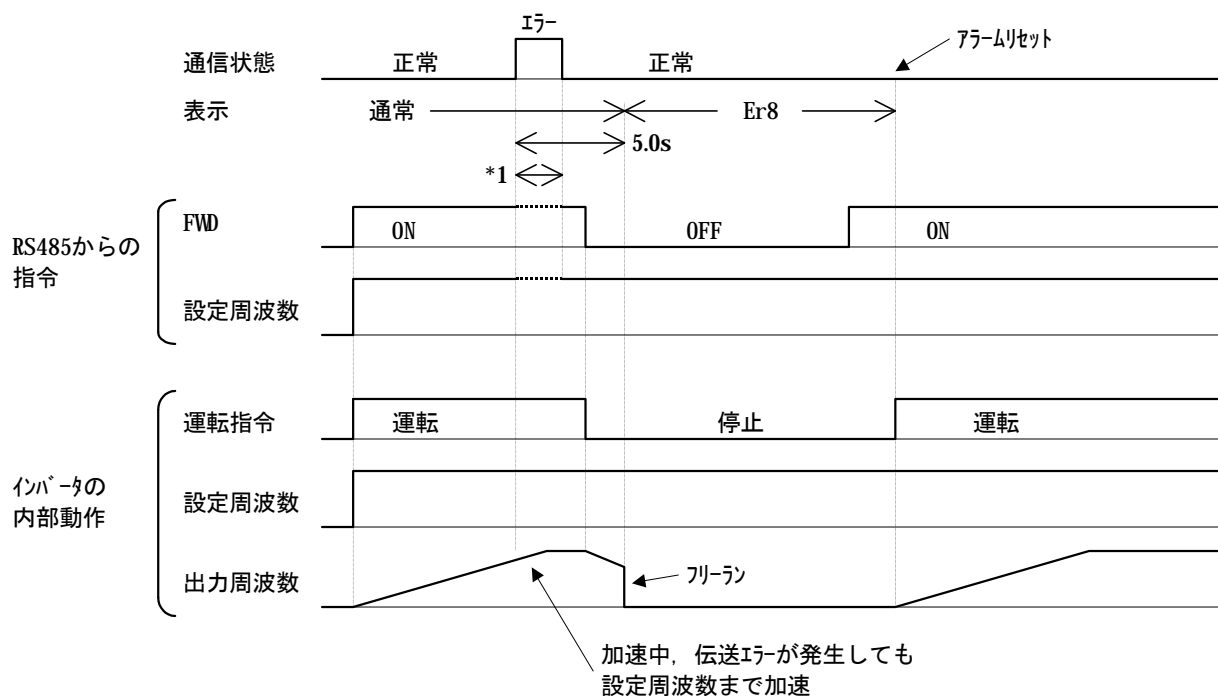 エラー
通信状態 正常 正常 アラームリセット
表示 通常 Er8
5.0s
*1
RS485からの
指令
FWD ON OFF ON
設定周波数
インバータの
内部動作
運転指令 運転 停止 運転
設定周波数
出力周波数 フリーラン
加速中，伝送エラーが発生しても
設定周波数まで加速